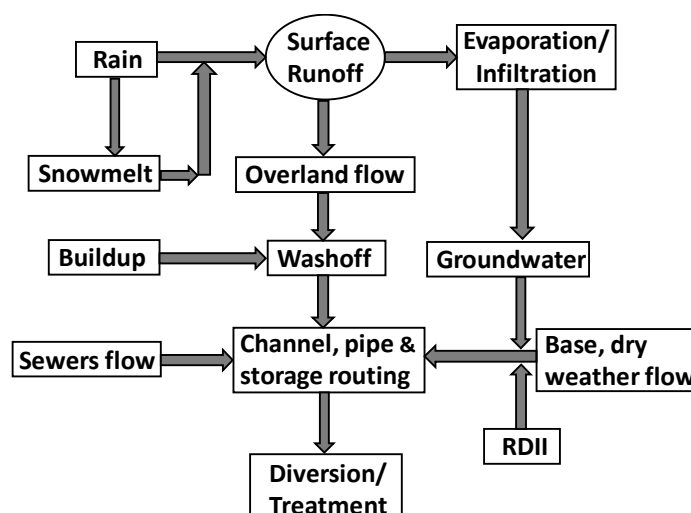 Rain
Surface
Runoff
Evaporation/
Infiltration
Snowmelt
Overland flow
Buildup
Washoff
Groundwater
Sewers flow
Channel, pipe &
storage routing
Base, dry
weather flow
RDII
Diversion/
Treatment